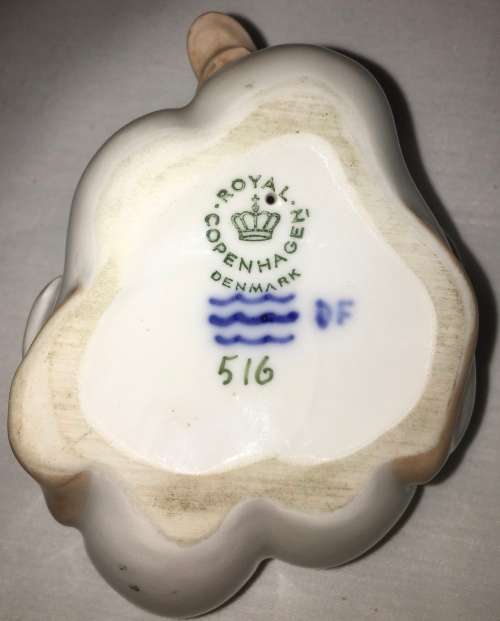 ROYAL
COPENHAGEN
DENMARK
DF
516